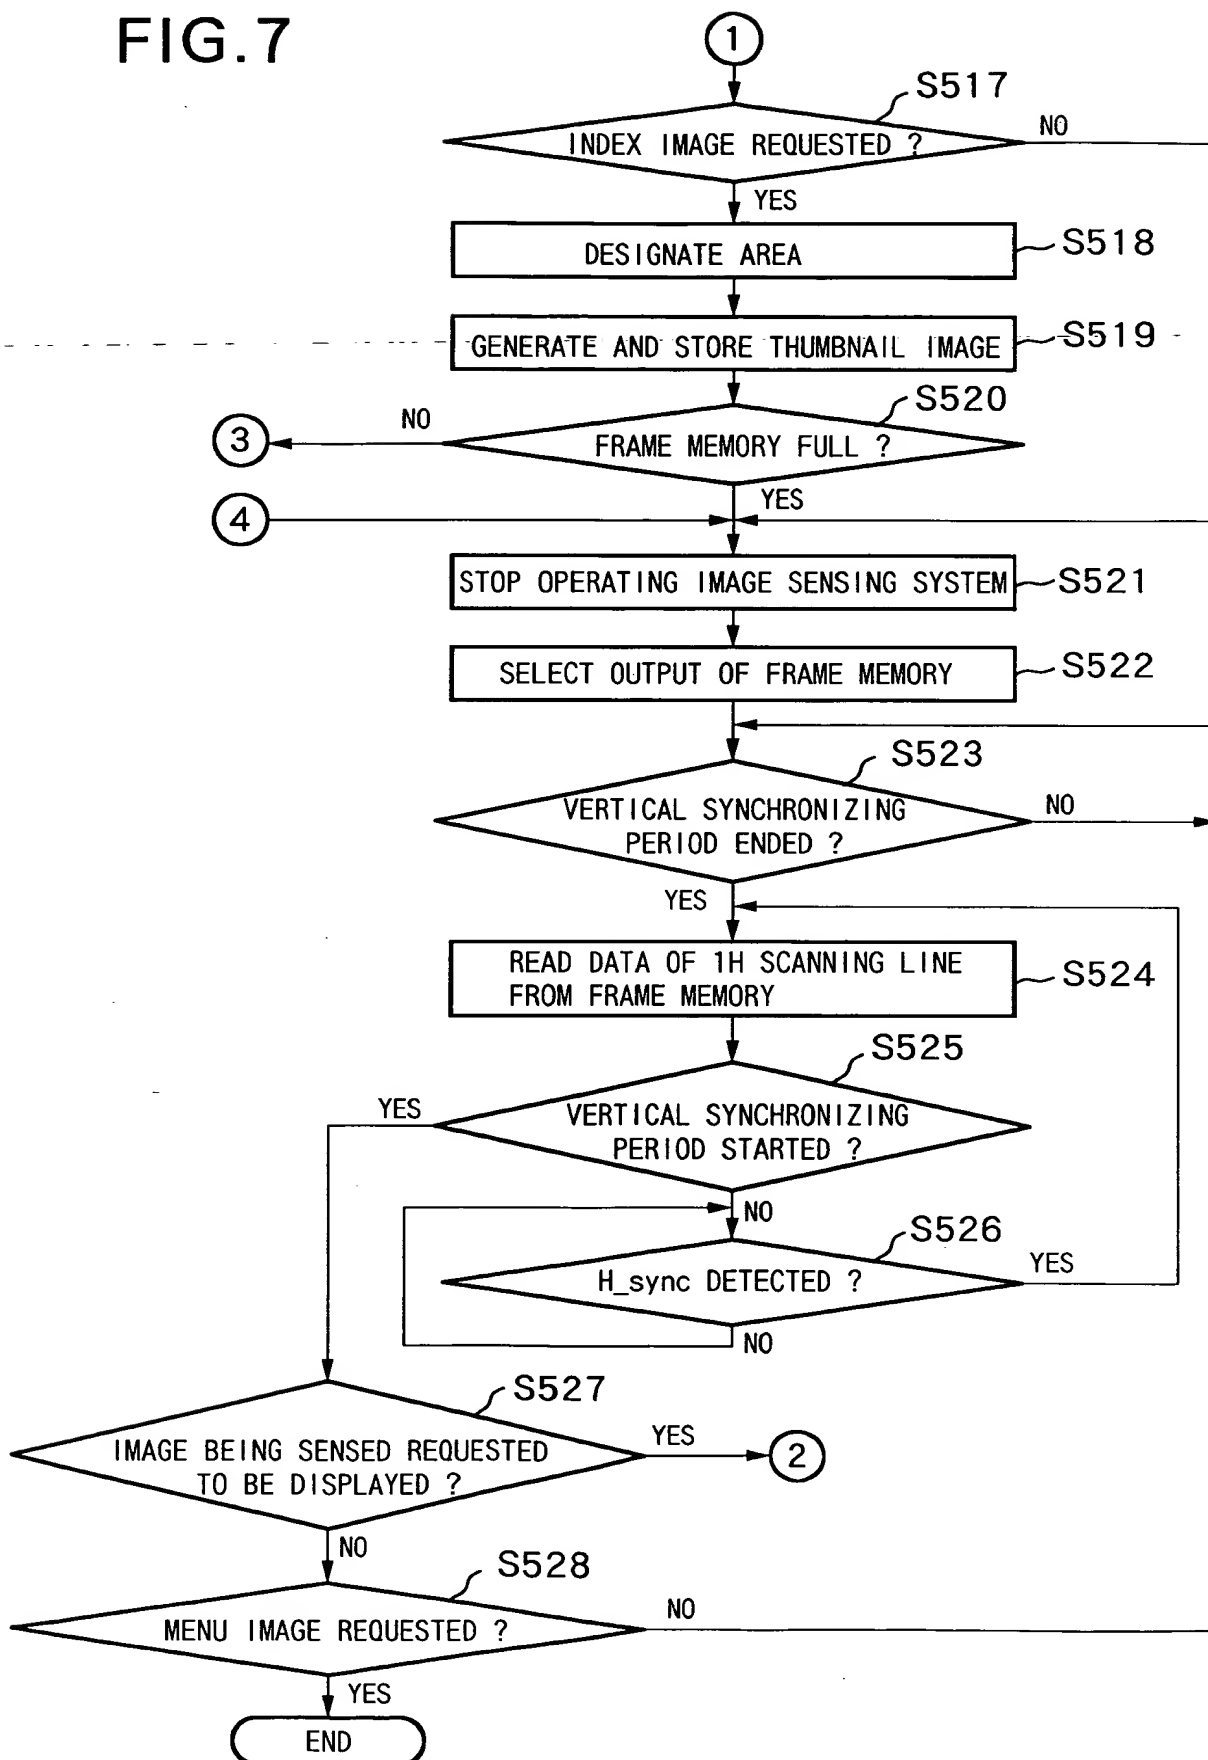 FIG.7
1
S517
INDEX IMAGE REQUESTED ?
NO
YES
DESIGNATE AREA
S518
GENERATE AND STORE THUMBNAIL IMAGE
S519
S520
NO
3
FRAME MEMORY FULL ?
YES
4
STOP OPERATING IMAGE SENSING SYSTEM
S521
SELECT OUTPUT OF FRAME MEMORY
S522
S523
VERTICAL SYNCHRONIZING
PERIOD ENDED ?
NO
YES
READ DATA OF 1H SCANNING LINE
FROM FRAME MEMORY
S524
S525
YES
VERTICAL SYNCHRONIZING
PERIOD STARTED ?
NO
S526
H_sync DETECTED ?
YES
NO
S527
IMAGE BEING SENSED REQUESTED
TO BE DISPLAYED ?
YES
2
NO
S528
MENU IMAGE REQUESTED ?
NO
YES
END